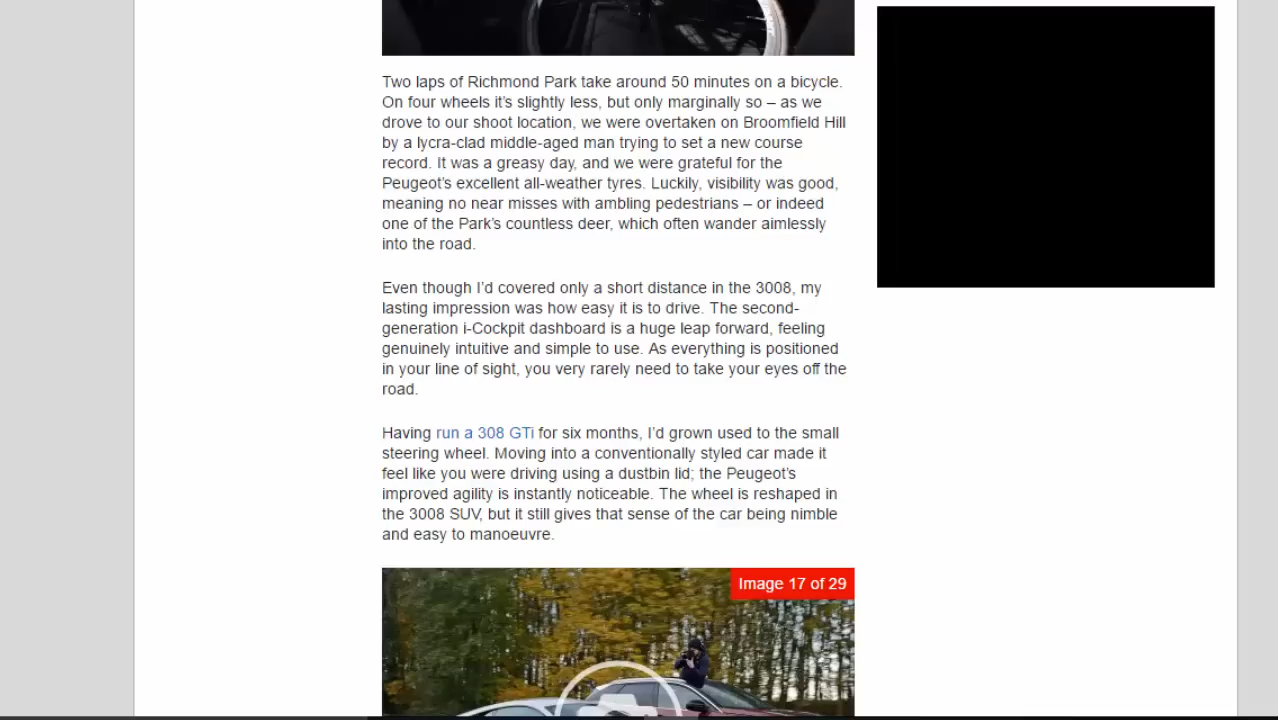 Two laps of Richmond Park take around 50 minutes on a bicycle.
On four wheels it’s slightly less, but only marginally so – as we
drove to our shoot location, we were overtaken on Broomfield Hill
by a lycra-clad middle-aged man trying to set a new course
record. It was a greasy day, and we were grateful for the
Peugeot’s excellent all-weather tyres. Luckily, visibility was good,
meaning no near misses with ambling pedestrians – or indeed
one of the Park’s countless deer, which often wander aimlessly
into the road.
Even though I’d covered only a short distance in the 3008, my
lasting impression was how easy it is to drive. The second-
generation i-Cockpit dashboard is a huge leap forward, feeling
genuinely intuitive and simple to use. As everything is positioned
in your line of sight, you very rarely need to take your eyes off the
road.
Having run a 308 GTi for six months, I’d grown used to the small
steering wheel. Moving into a conventionally styled car made it
feel like you were driving using a dustbin lid; the Peugeot’s
improved agility is instantly noticeable. The wheel is reshaped in
the 3008 SUV, but it still gives that sense of the car being nimble
and easy to manoeuvre.
Image 17 of 29